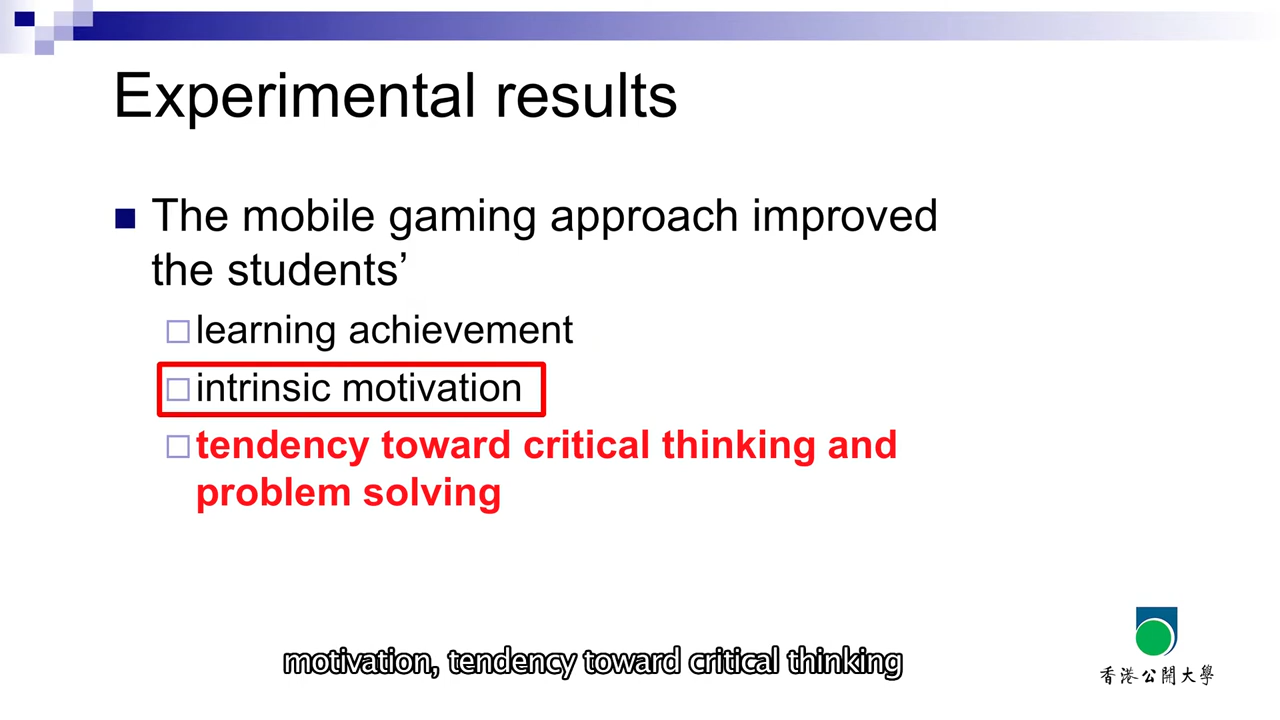 Experimental results
The mobile gaming approach improved
the students’
learning achievement
intrinsic motivation
tendency toward critical thinking and
problem solving
motivation, tendency toward critical thinking
香港公開大學